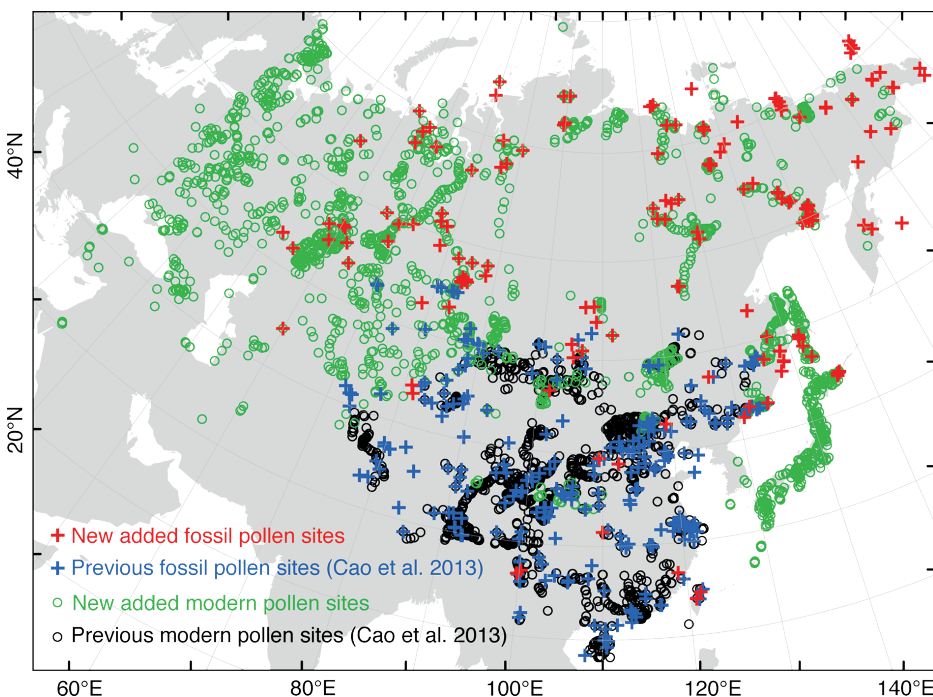 40°N
20°N
New added fossil pollen sites
Previous fossil pollen sites (Cao et al. 2013)
New added modern pollen sites
Previous modern pollen sites (Cao et al. 2013)
60°E 80°E 100°E 120°E 140°E